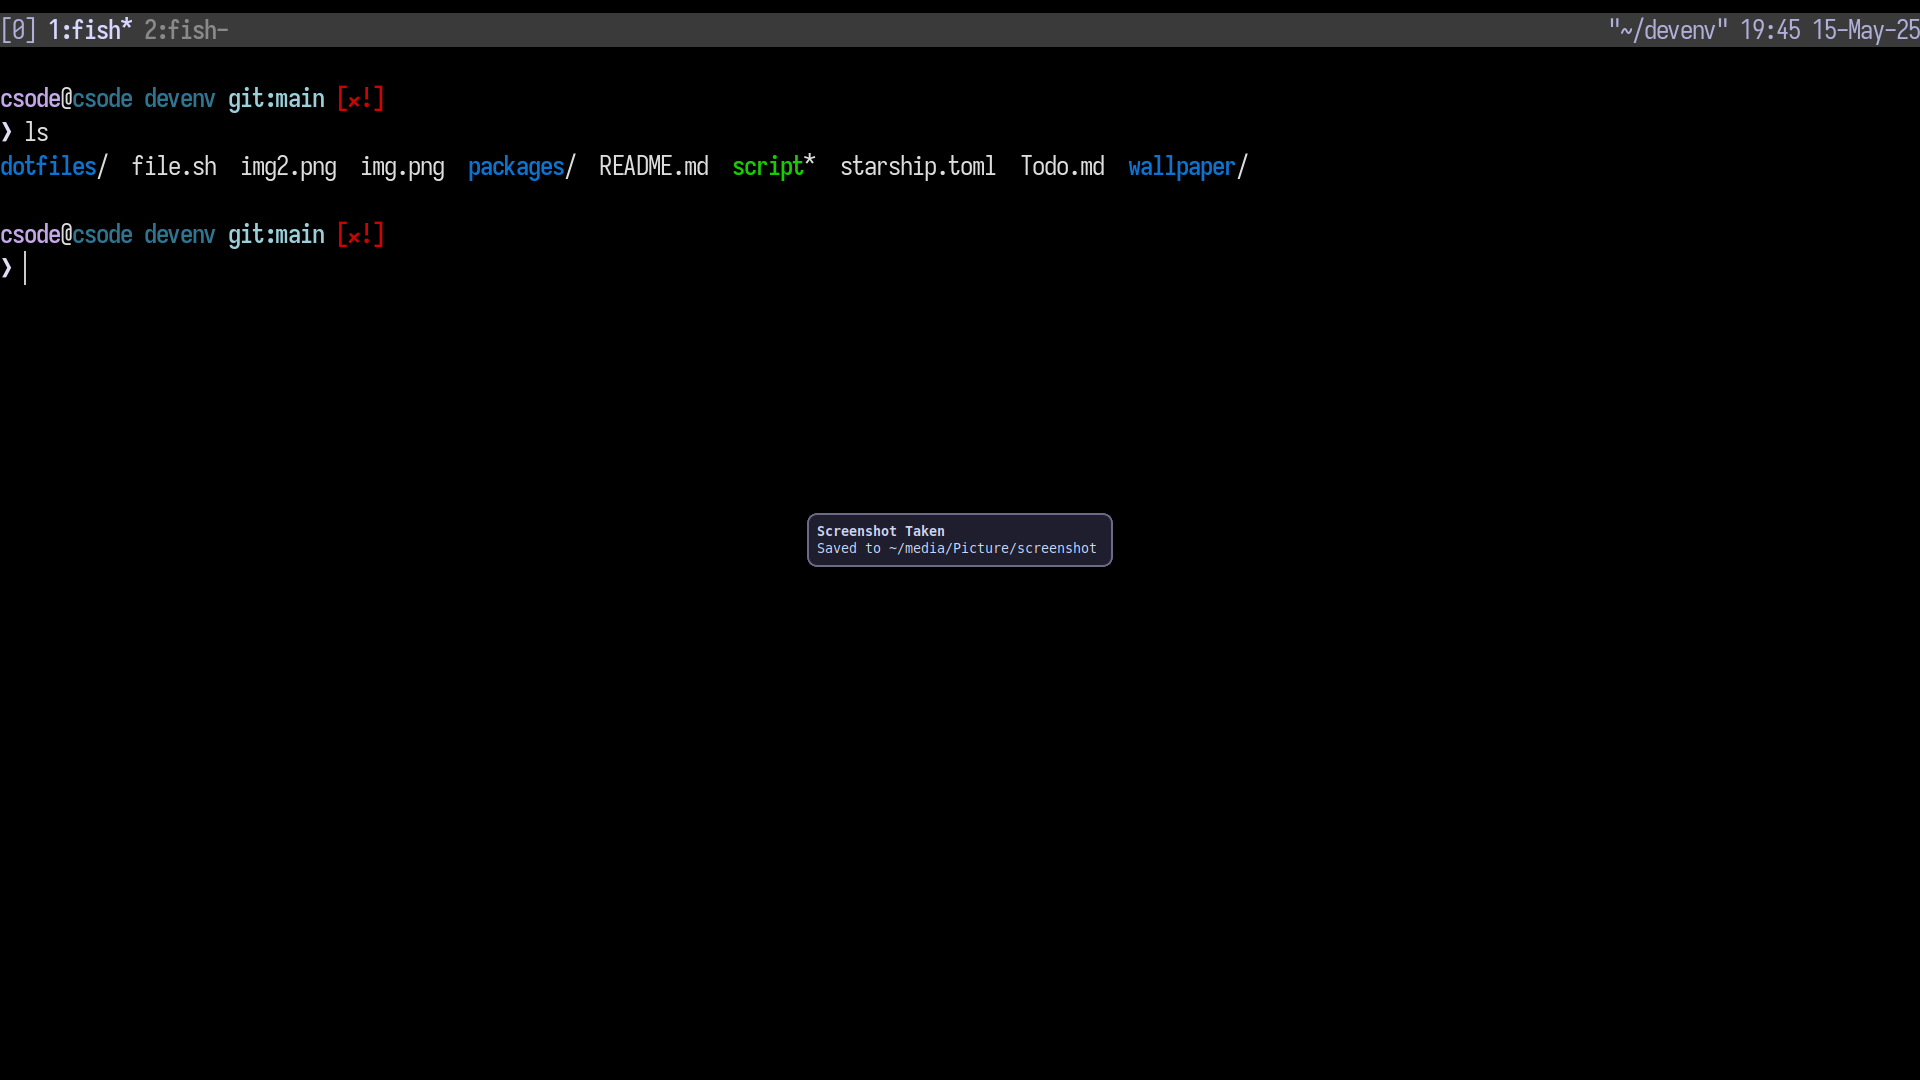 [0] 1:fish* 2:fish- "~/devenv" 19:45 15-May-25
csode@csode devenv git:main [×!]
❯ ls
dotfiles/ file.sh img2.png img.png packages/ README.md script* starship.toml Todo.md wallpaper/
csode@csode devenv git:main [×!]
❯
Screenshot Taken
Saved to ~/media/Picture/screenshot